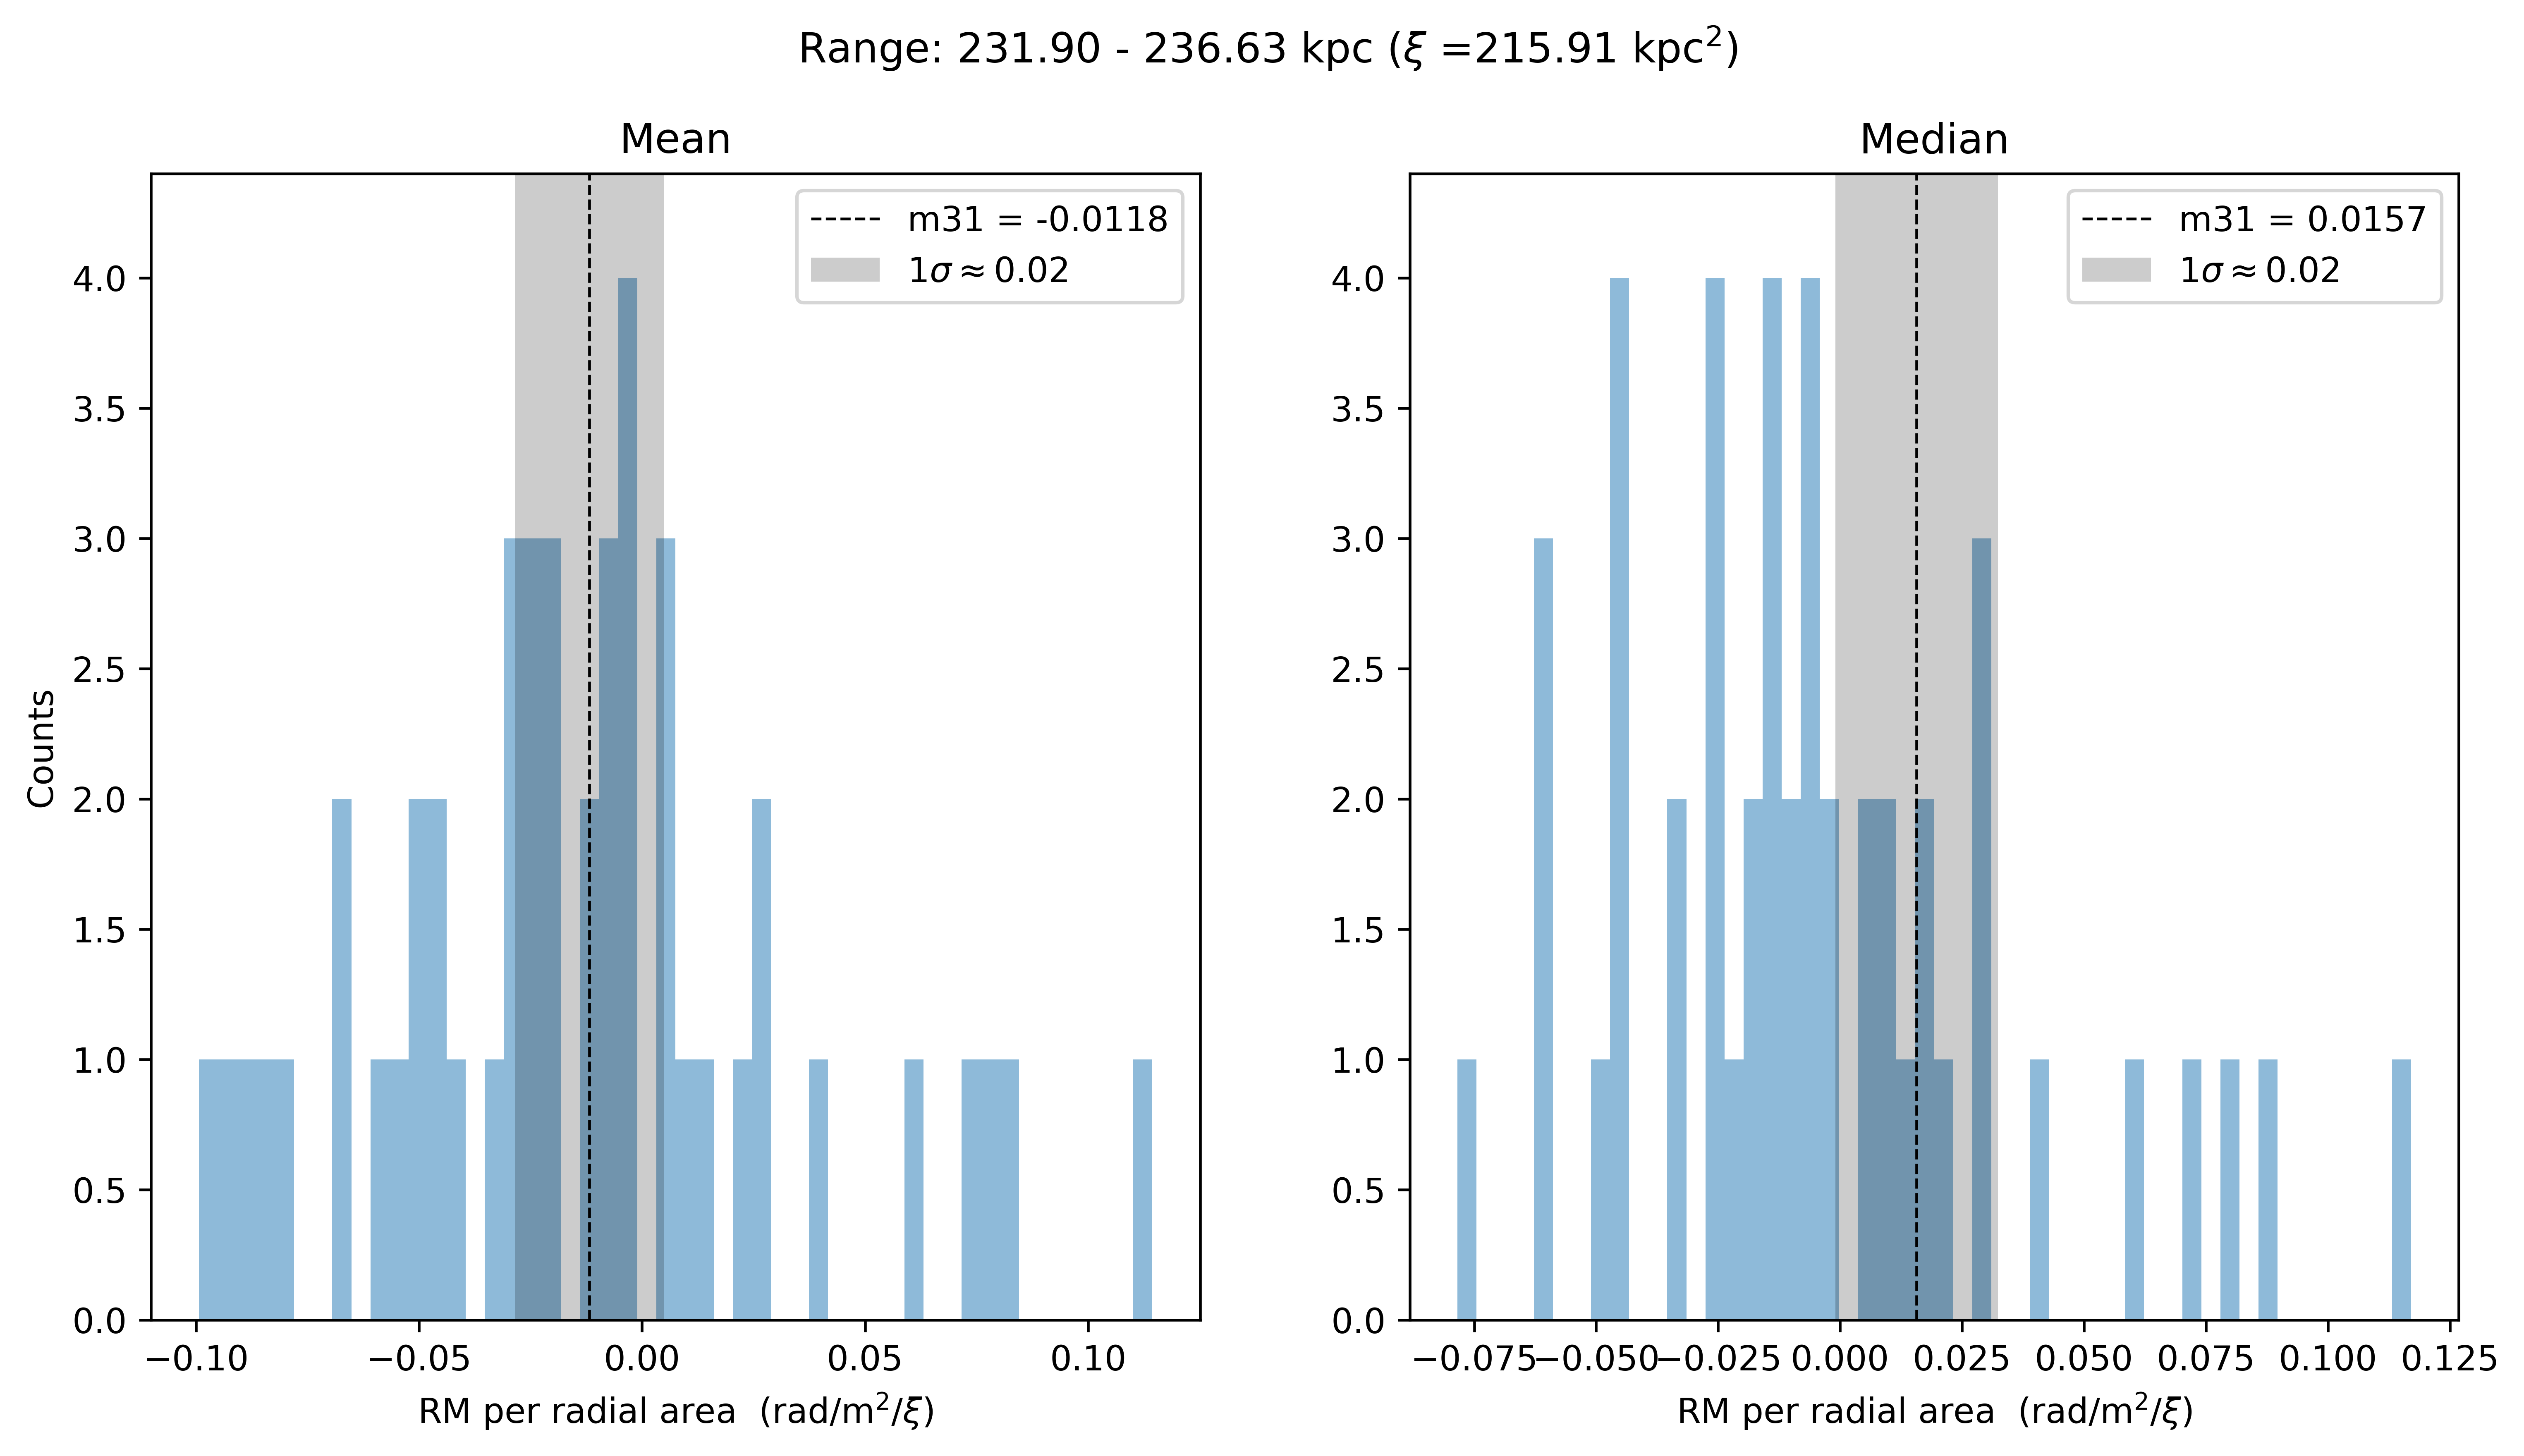 Range: 231.90 - 236.63 kpc (ξ =215.91 kpc²)
Mean
m31 = -0.0118
1σ ≈ 0.02
Counts
4.0
3.5
3.0
2.5
2.0
1.5
1.0
0.5
0.0
−0.10 −0.05 0.00 0.05 0.10
RM per radial area (rad/m²/ξ)
Median
m31 = 0.0157
1σ ≈ 0.02
4.0
3.5
3.0
2.5
2.0
1.5
1.0
0.5
0.0
−0.075 −0.050 −0.025 0.000 0.025 0.050 0.075 0.100 0.125
RM per radial area (rad/m²/ξ)